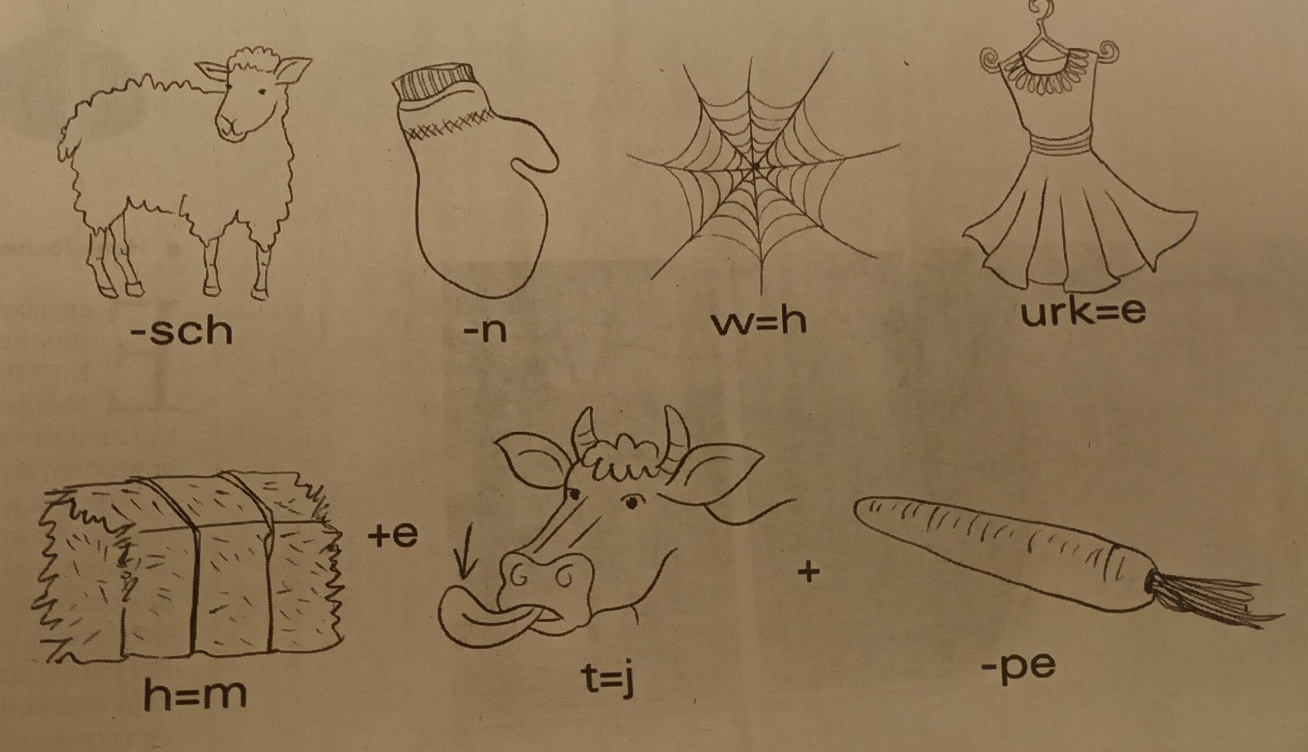 -sch -n w=h urk=e
+e
+
h=m t=j -pe